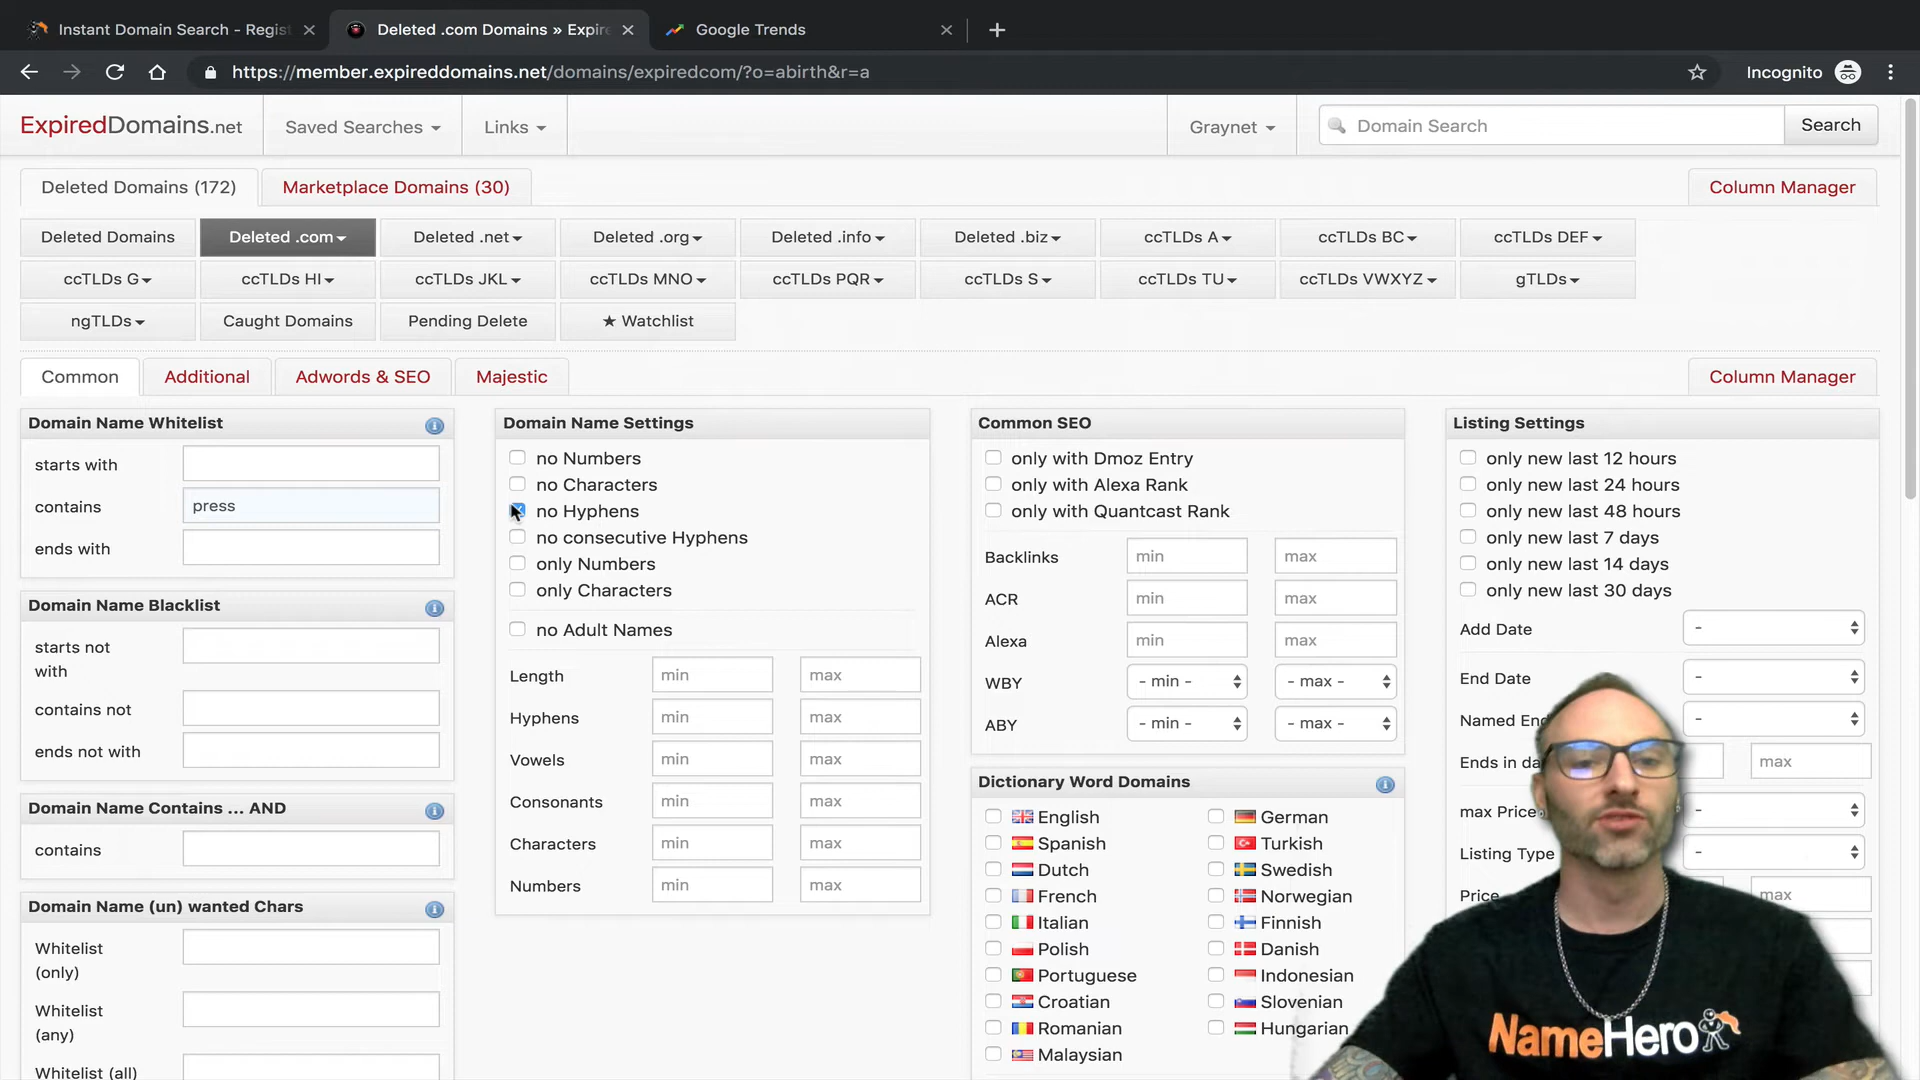 Instant Domain Search - Regis
Deleted .com Domains » Expire
Google Trends
https://member.expireddomains.net/domains/expiredcom/?o=abirth&r=a
Incognito
ExpiredDomains.net
Saved Searches
Links
Graynet
Domain Search
Search
Deleted Domains (172)
Marketplace Domains (30)
Column Manager
Deleted Domains
Deleted .com
Deleted .net
Deleted .org
Deleted .info
Deleted .biz
ccTLDs A
ccTLDs BC
ccTLDs DEF
ccTLDs G
ccTLDs HI
ccTLDs JKL
ccTLDs MNO
ccTLDs PQR
ccTLDs S
ccTLDs TU
ccTLDs VWXYZ
gTLDs
ngTLDs
Caught Domains
Pending Delete
★ Watchlist
Common
Additional
Adwords & SEO
Majestic
Column Manager
Domain Name Whitelist
starts with
contains
press
ends with
Domain Name Blacklist
starts not
with
contains not
ends not with
Domain Name Contains ... AND
contains
Domain Name (un) wanted Chars
Whitelist
(only)
Whitelist
(any)
Whitelist (all)
Domain Name Settings
no Numbers
no Characters
no Hyphens
no consecutive Hyphens
only Numbers
only Characters
no Adult Names
Length
min
max
Hyphens
min
max
Vowels
min
max
Consonants
min
max
Characters
min
max
Numbers
min
max
Common SEO
only with Dmoz Entry
only with Alexa Rank
only with Quantcast Rank
Backlinks
min
max
ACR
min
max
Alexa
min
max
WBY
- min -
- max -
ABY
- min -
- max -
Dictionary Word Domains
English
German
Spanish
Turkish
Dutch
Swedish
French
Norwegian
Italian
Finnish
Polish
Danish
Portuguese
Indonesian
Croatian
Slovenian
Romanian
Hungarian
Malaysian
Listing Settings
only new last 12 hours
only new last 24 hours
only new last 48 hours
only new last 7 days
only new last 14 days
only new last 30 days
Add Date
-
End Date
-
Named End
-
Ends in da
max
max Price
-
Listing Type
-
Price
max
NameHero